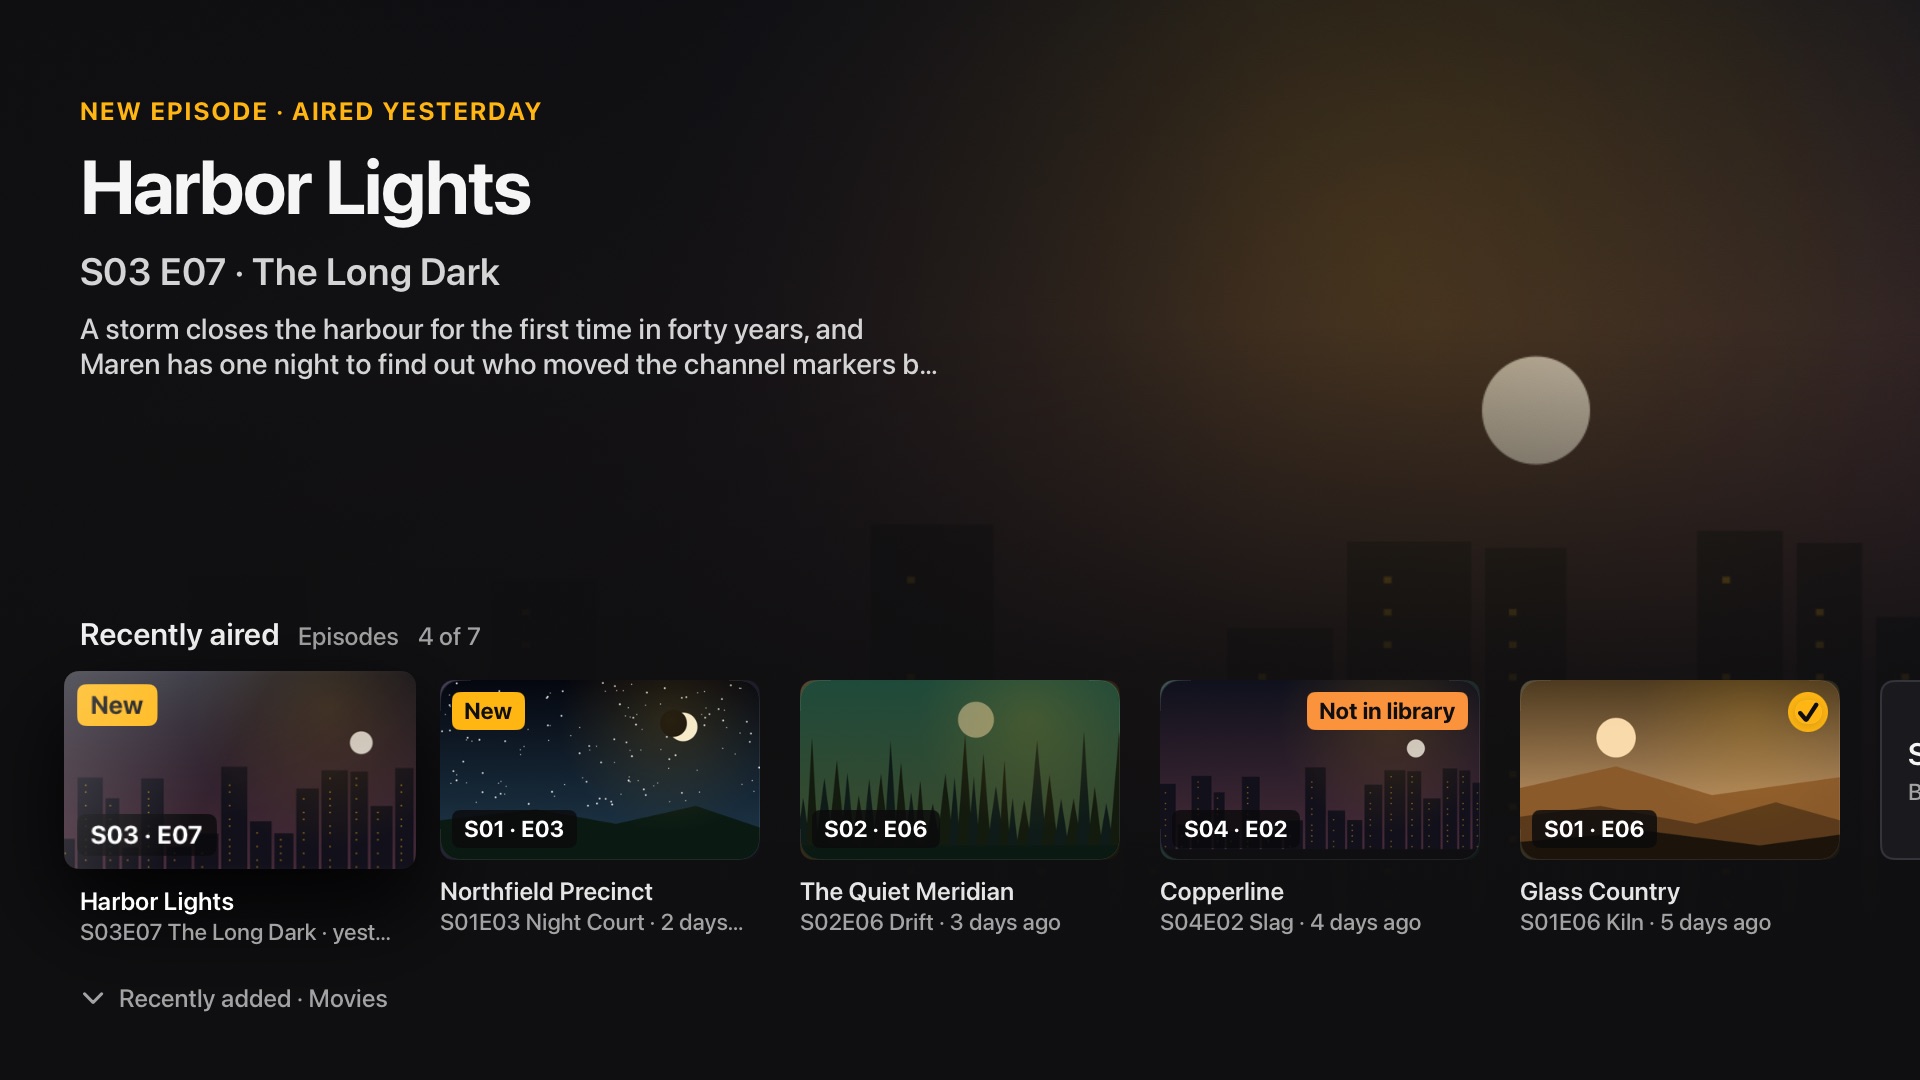 NEW EPISODE · AIRED YESTERDAY
Harbor Lights
S03 E07 · The Long Dark
A storm closes the harbour for the first time in forty years, and
Maren has one night to find out who moved the channel markers b…
Recently aired Episodes 4 of 7
New
S03 · E07
Harbor Lights
S03E07 The Long Dark · yest…
New
S01 · E03
Northfield Precinct
S01E03 Night Court · 2 days…
S02 · E06
The Quiet Meridian
S02E06 Drift · 3 days ago
Not in library
S04 · E02
Copperline
S04E02 Slag · 4 days ago
S01 · E06
Glass Country
S01E06 Kiln · 5 days ago
Recently added · Movies